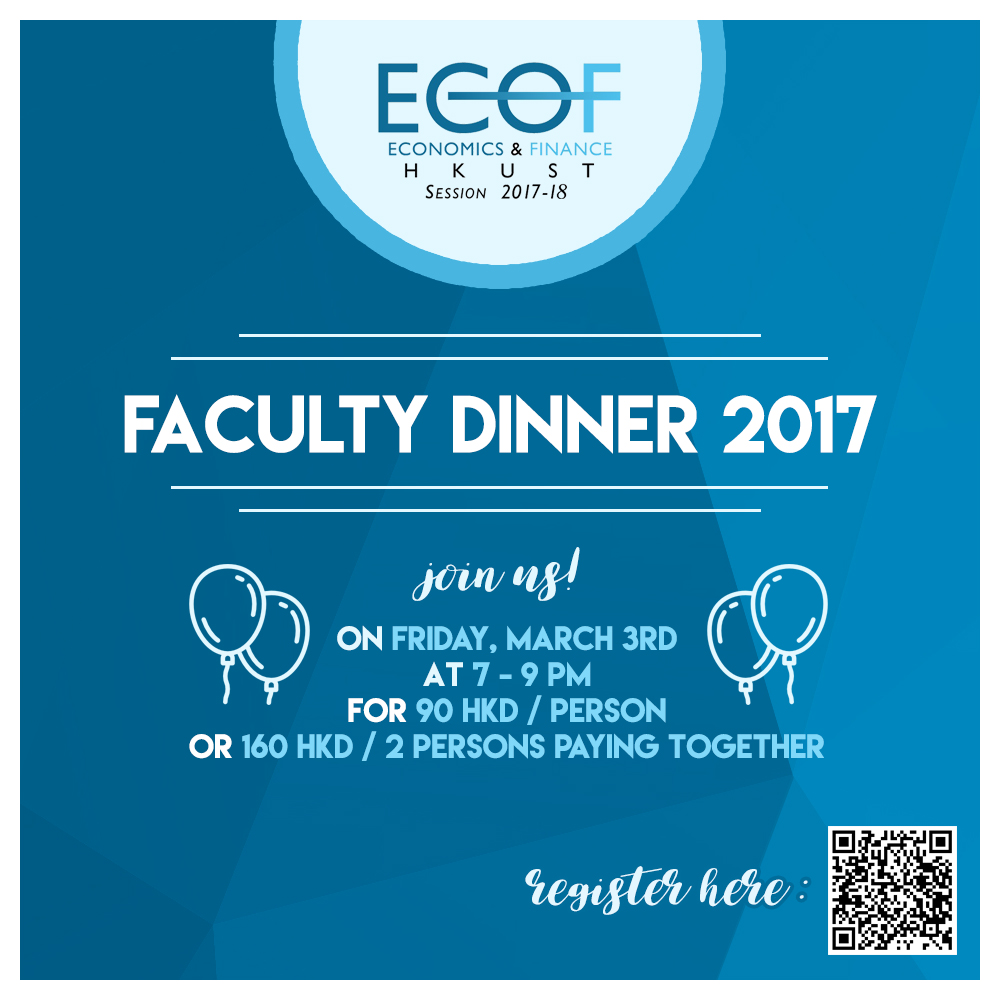 ECOF
ECONOMICS & FINANCE
HKUST
SESSION 2017-18
FACULTY DINNER 2017
join us!
ON FRIDAY, MARCH 3RD
AT 7 - 9 PM
FOR 90 HKD / PERSON
OR 160 HKD / 2 PERSONS PAYING TOGETHER
register here :